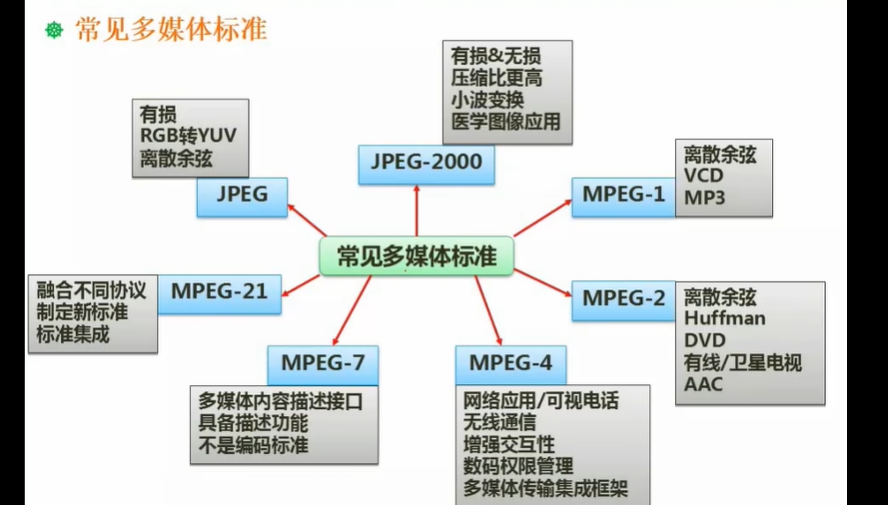 常见多媒体标准
有损&无损
压缩比更高
小波变换
医学图像应用
JPEG-2000
有损
RGB转YUV
离散余弦
JPEG
离散余弦
VCD
MP3
MPEG-1
常见多媒体标准
融合不同协议
制定新标准
标准集成
MPEG-21
MPEG-2
离散余弦
Huffman
DVD
有线/卫星电视
AAC
MPEG-7
多媒体内容描述接口
具备描述功能
不是编码标准
MPEG-4
网络应用/可视电话
无线通信
增强交互性
数码权限管理
多媒体传输集成框架